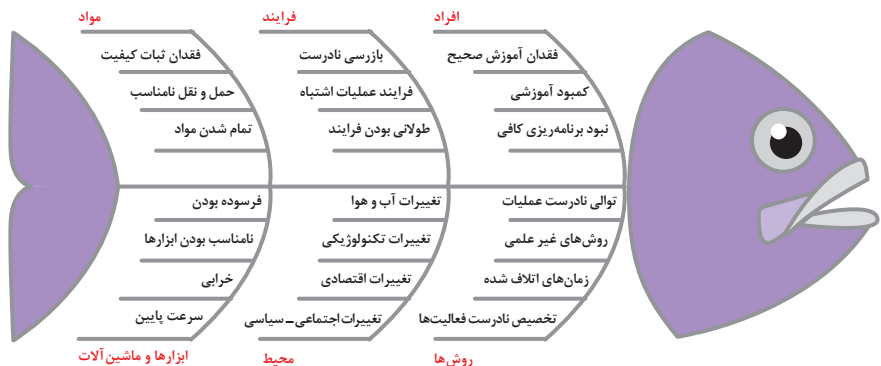 افراد
فقدان آموزش صحیح
کمبود آموزشی
نبود برنامه‌ریزی کافی
فرایند
بازرسی نادرست
فرایند عملیات اشتباه
طولانی بودن فرایند
مواد
فقدان ثبات کیفیت
حمل و نقل نامناسب
تمام شدن مواد
توالی نادرست عملیات
روش‌های غیر علمی
زمان‌های اتلاف شده
تخصیص نادرست فعالیت‌ها
روش‌ها
تغییرات آب و هوا
تغییرات تکنولوژیکی
تغییرات اقتصادی
تغییرات اجتماعی ـ سیاسی
محیط
فرسوده بودن
نامناسب بودن ابزارها
خرابی
سرعت پایین
ابزارها و ماشین آلات